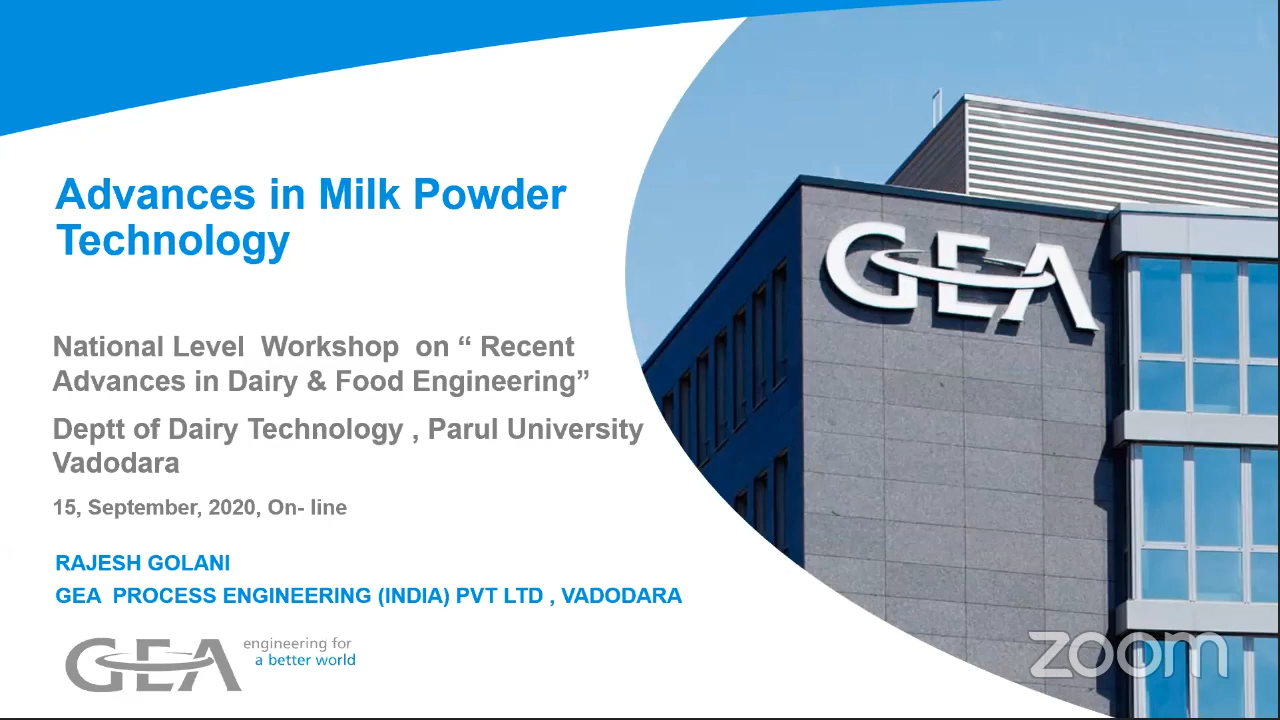 Advances in Milk Powder
Technology
National Level  Workshop  on “ Recent
Advances in Dairy & Food Engineering”
Deptt of Dairy Technology , Parul University
Vadodara
15, September, 2020, On- line
RAJESH GOLANI
GEA  PROCESS ENGINEERING (INDIA) PVT LTD , VADODARA
GEA
engineering for
a better world
GEA
zoom